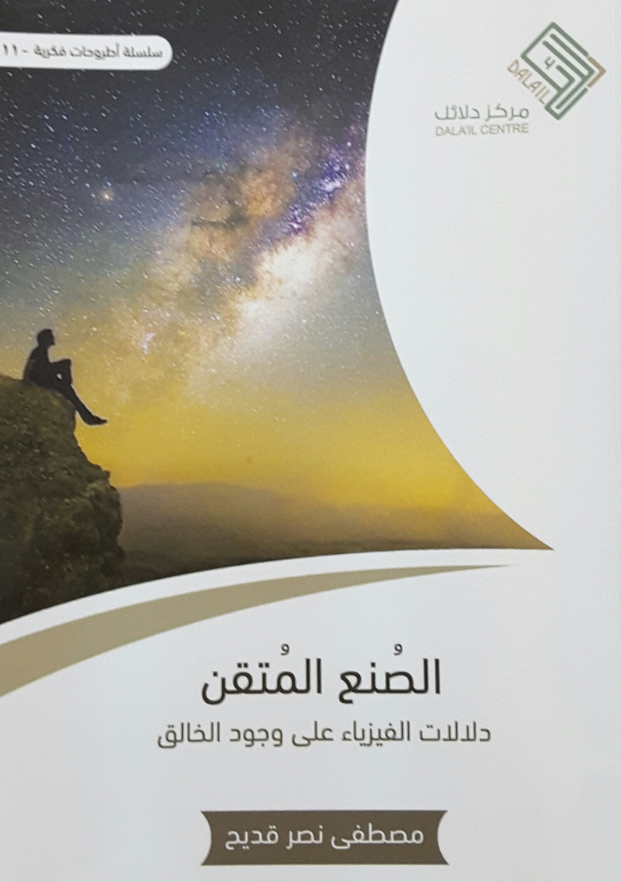 سلسلة أطروحات فكرية - ١١
DALA'IL
مركز دلائل
DALA'IL CENTRE
الصُنع المُتقن
دلالات الفيزياء على وجود الخالق
مصطفى نصر قديح